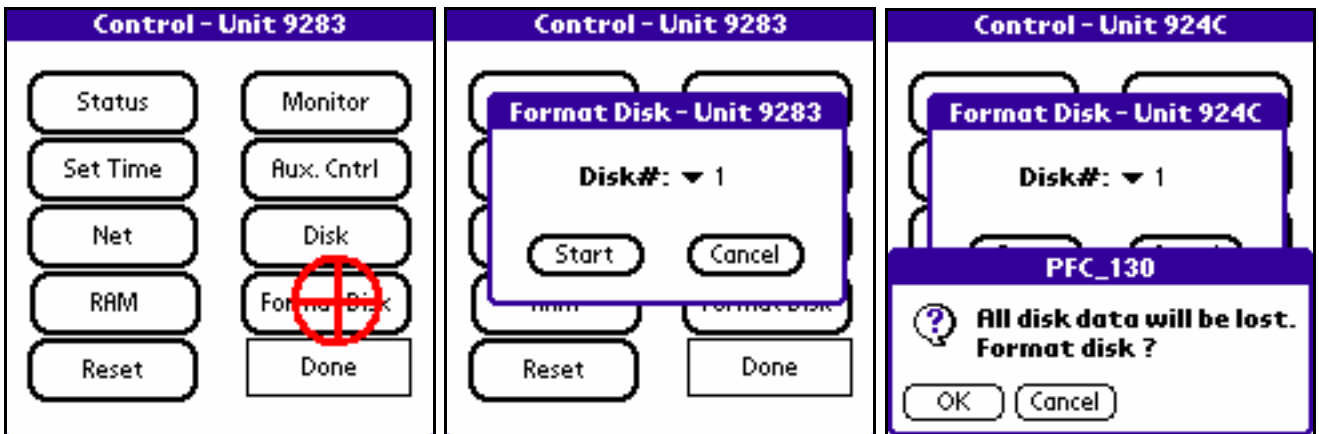 Control - Unit 9283
Status
Monitor
Set Time
Aux. Cntrl
Net
Disk
RAM
Format Disk
Reset
Done
Control - Unit 9283
Format Disk - Unit 9283
Disk#: 1
Start
Cancel
Reset
Done
Control - Unit 924C
Format Disk - Unit 924C
Disk#: 1
PFC_130
All disk data will be lost.
Format disk ?
OK
Cancel